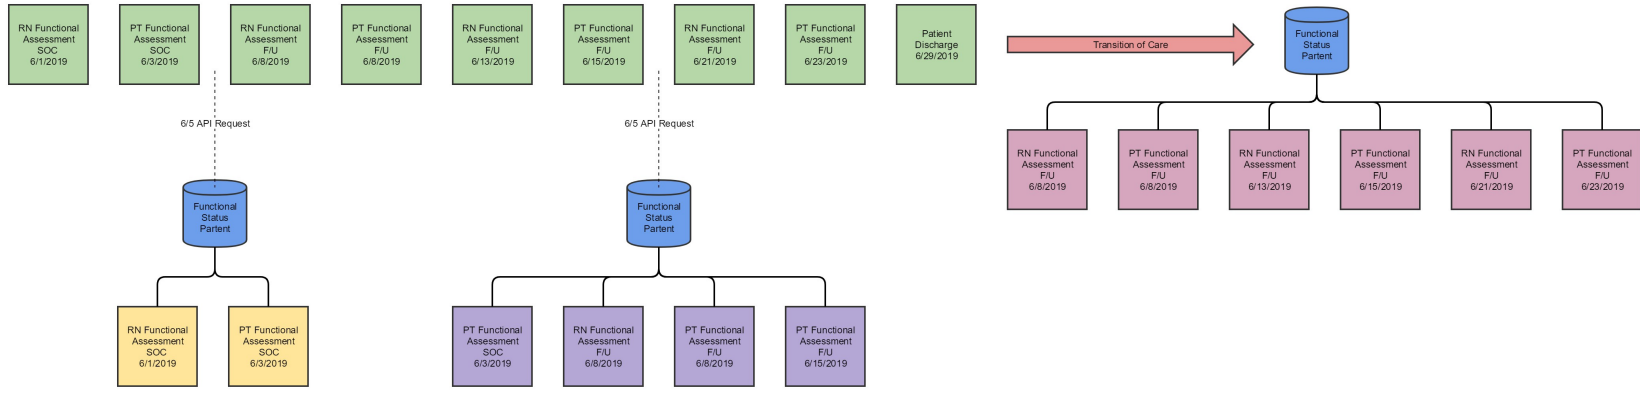 RN Functional
Assessment
SOC
6/1/2019
PT Functional
Assessment
SOC
6/3/2019
RN Functional
Assessment
F/U
6/8/2019
PT Functional
Assessment
F/U
6/8/2019
RN Functional
Assessment
F/U
6/13/2019
PT Functional
Assessment
F/U
6/15/2019
RN Functional
Assessment
F/U
6/21/2019
PT Functional
Assessment
F/U
6/23/2019
Patient
Discharge
6/29/2019
Transition of Care
Functional
Status
Partent
6/5 API Request
6/5 API Request
RN Functional
Assessment
F/U
6/8/2019
PT Functional
Assessment
F/U
6/8/2019
RN Functional
Assessment
F/U
6/13/2019
PT Functional
Assessment
F/U
6/15/2019
RN Functional
Assessment
F/U
6/21/2019
PT Functional
Assessment
F/U
6/23/2019
Functional
Status
Partent
Functional
Status
Partent
RN Functional
Assessment
SOC
6/1/2019
PT Functional
Assessment
SOC
6/3/2019
PT Functional
Assessment
SOC
6/3/2019
RN Functional
Assessment
F/U
6/8/2019
PT Functional
Assessment
F/U
6/8/2019
PT Functional
Assessment
F/U
6/15/2019